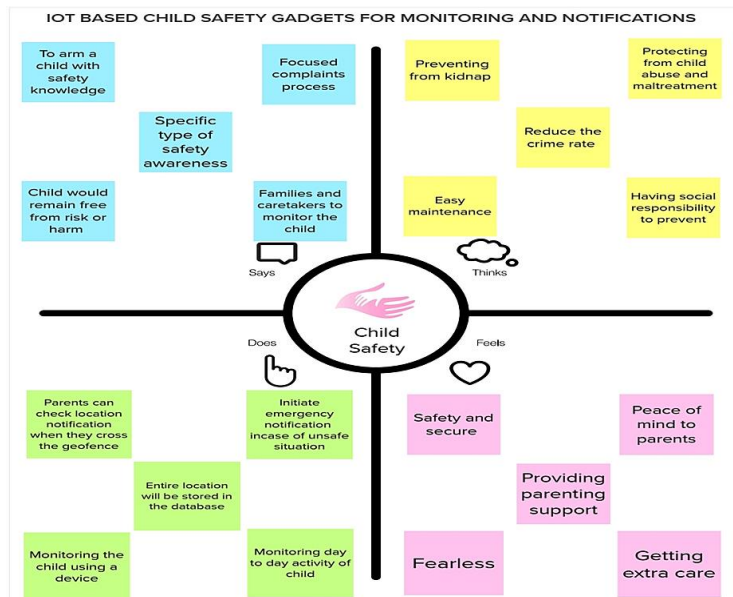 IOT BASED CHILD SAFETY GADGETS FOR MONITORING AND NOTIFICATIONS
To arm a
child with
safety
knowledge
Focused
complaints
process
Specific
type of
safety
awareness
Child would
remain free
from risk or
harm
Families and
caretakers to
monitor the
child
Says
Preventing
from kidnap
Protecting
from child
abuse and
maltreatment
Reduce the
crime rate
Easy
maintenance
Having social
responsibility
to prevent
Thinks
Child
Safety
Does
Parents can
check location
notification
when they cross
the geofence
Initiate
emergency
notification
incase of unsafe
situation
Entire location
will be stored in
the database
Monitoring the
child using a
device
Monitoring day
to day activity of
child
Feels
Safety and
secure
Peace of
mind to
parents
Providing
parenting
support
Fearless
Getting
extra care